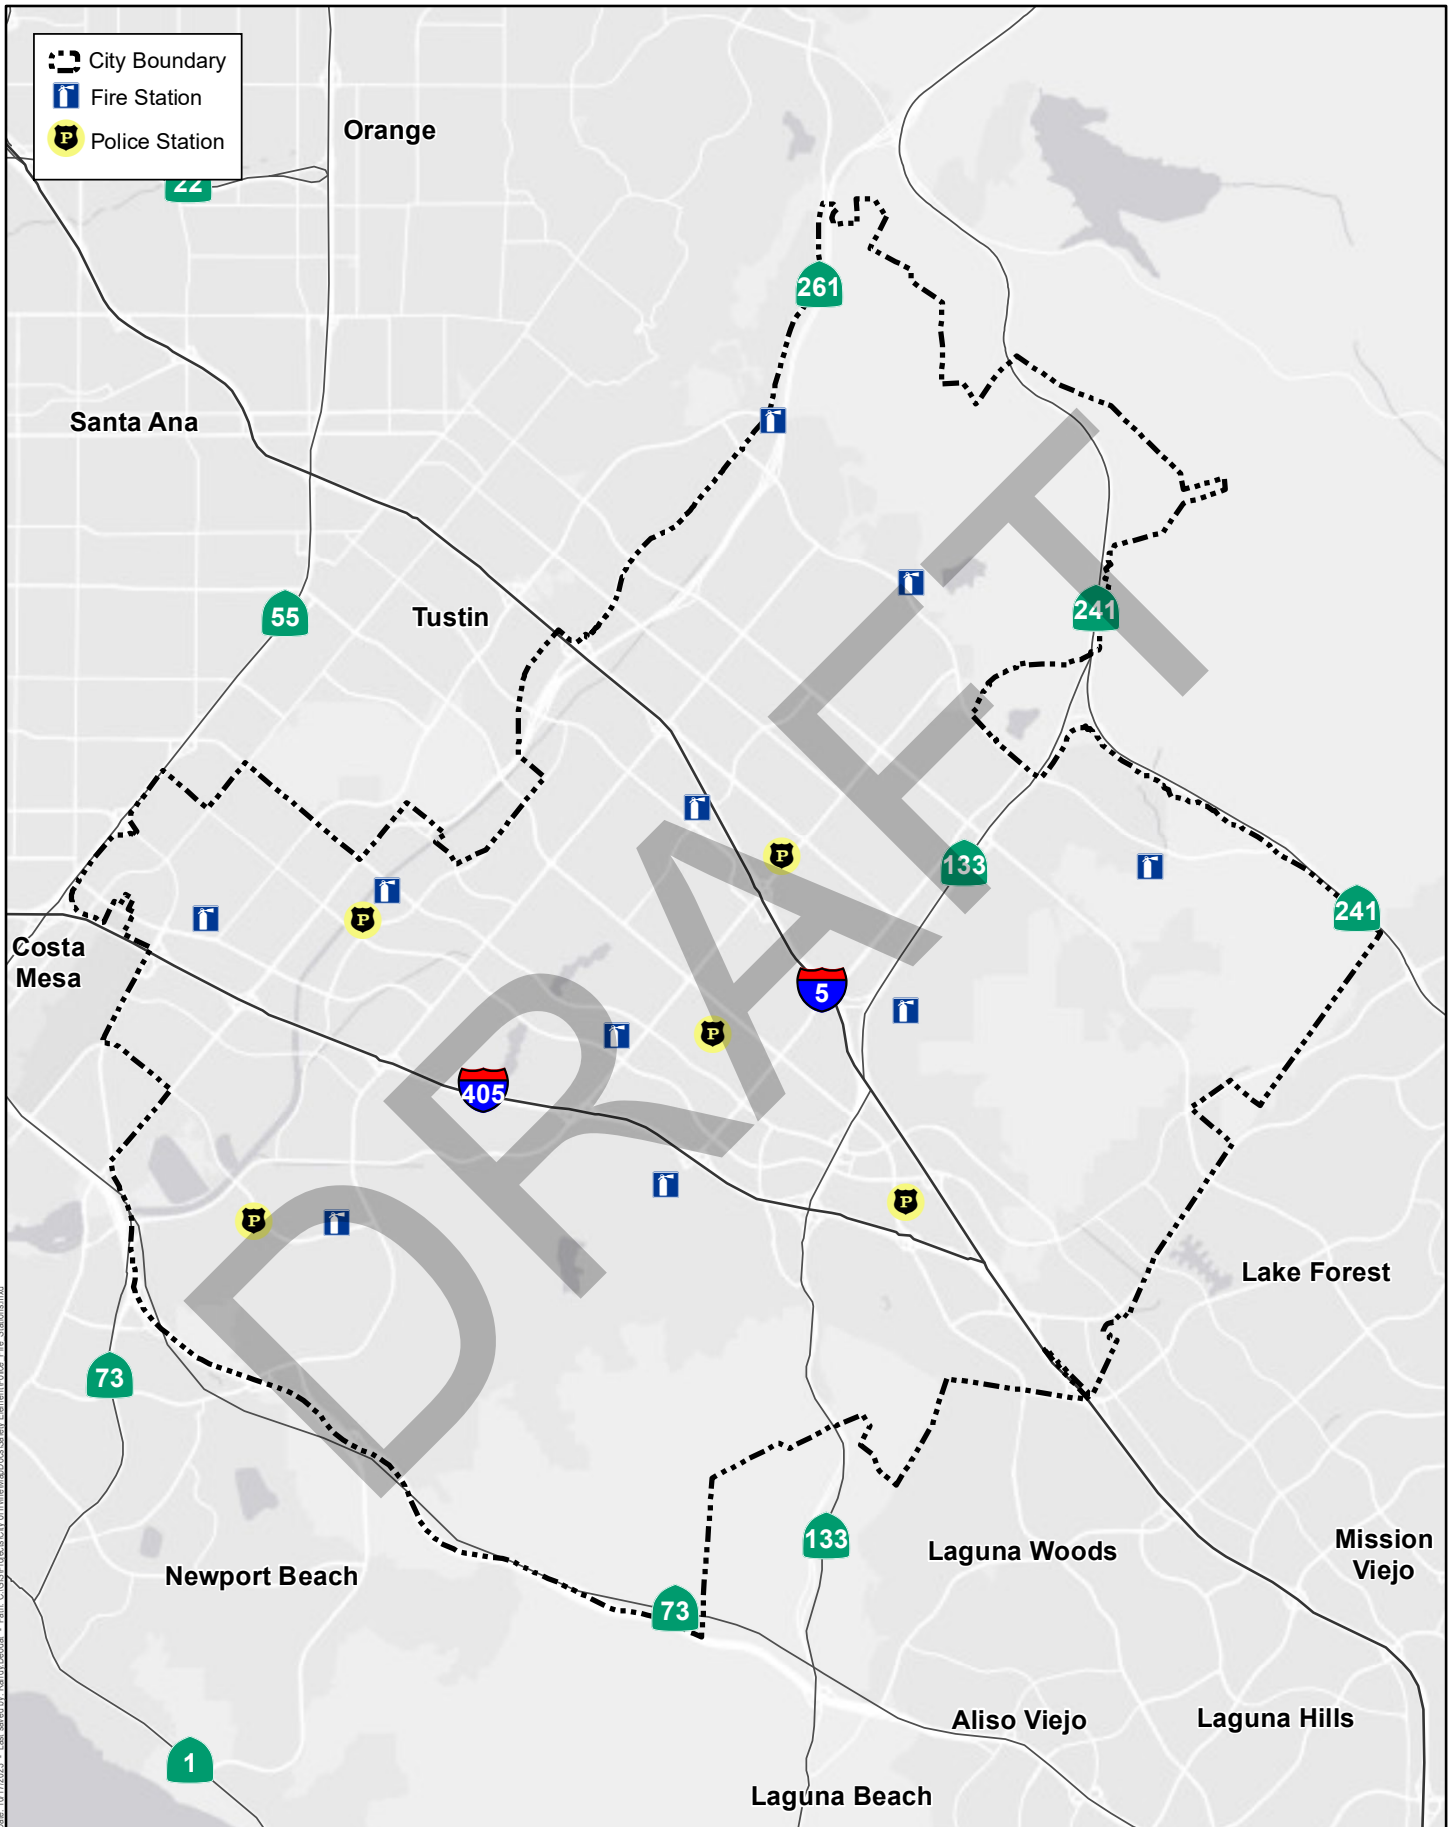 City Boundary
Fire Station
P
Police Station
22
Orange
261
Santa Ana
55
Tustin
241
133
241
P
P
Costa
Mesa
5
P
405
P
P
Lake Forest
73
133
Laguna Woods
Mission
Viejo
Newport Beach
73
Aliso Viejo
Laguna Hills
1
Laguna Beach
DRAFT